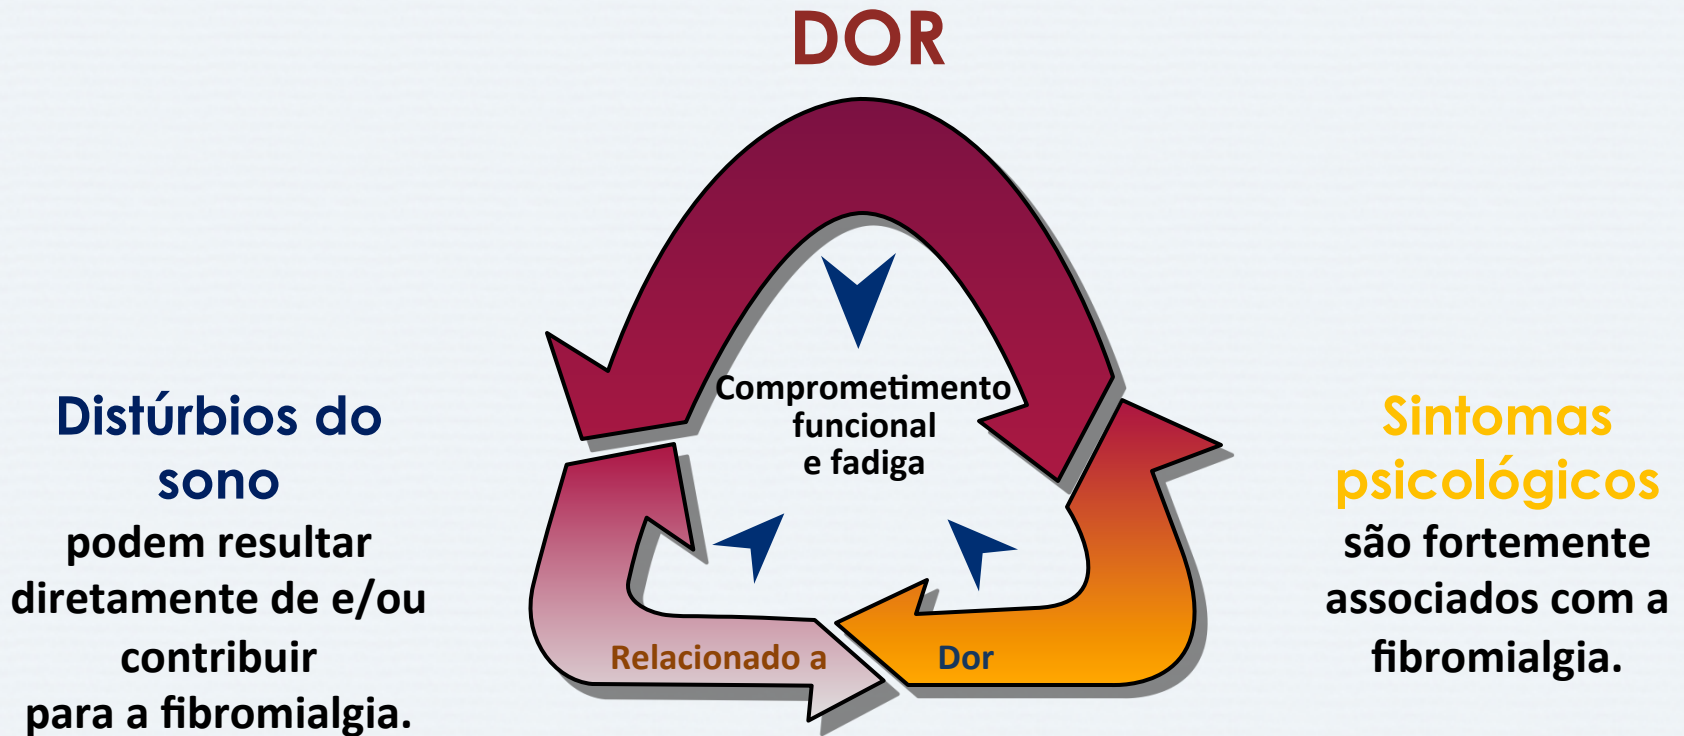 DOR
Distúrbios do
sono
podem resultar
diretamente de e/ou
contribuir
para a fibromialgia.
Comprometimento
funcional
e fadiga
Relacionado a
Dor
Sintomas
psicológicos
são fortemente
associados com a
fibromialgia.